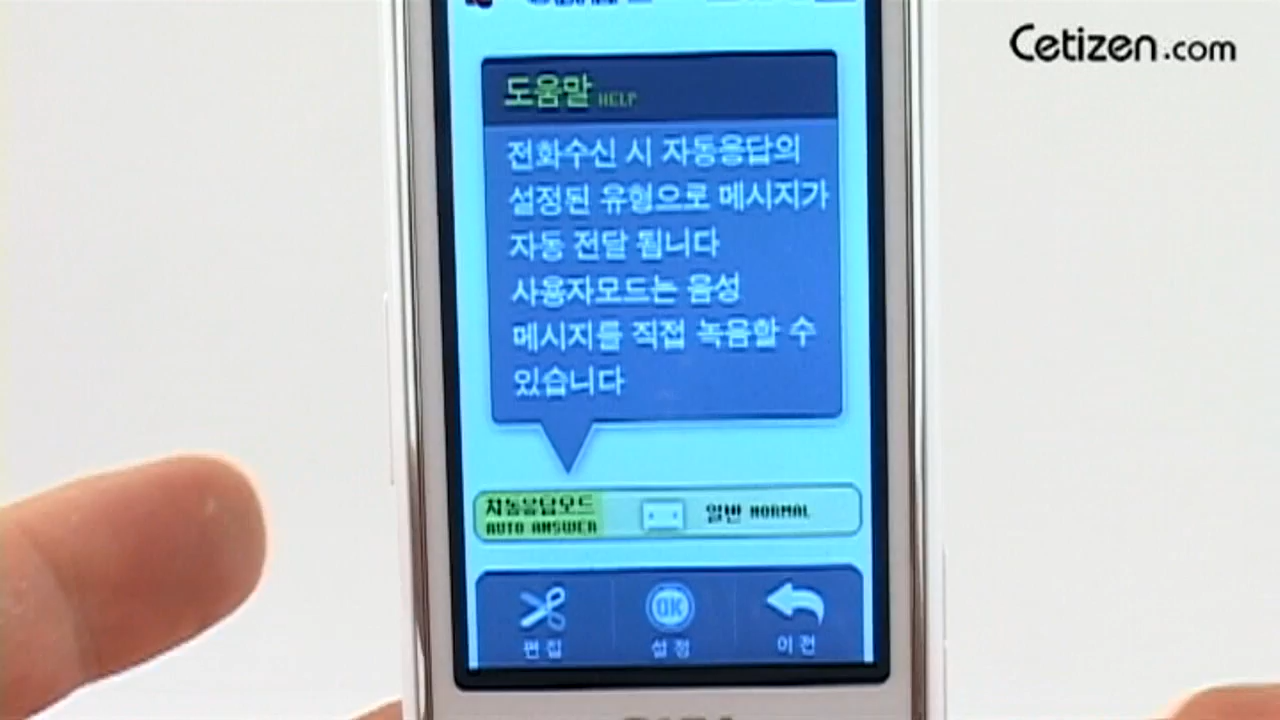 Cetizen.com
도움말 HELP
전화수신 시 자동응답의
설정된 유형으로 메시지가
자동 전달 됩니다
사용자모드는 음성
메시지를 직접 녹음할 수
있습니다
자동응답모드 일반 NORMAL
AUTO ANSWER
OK
편집 설정 이전